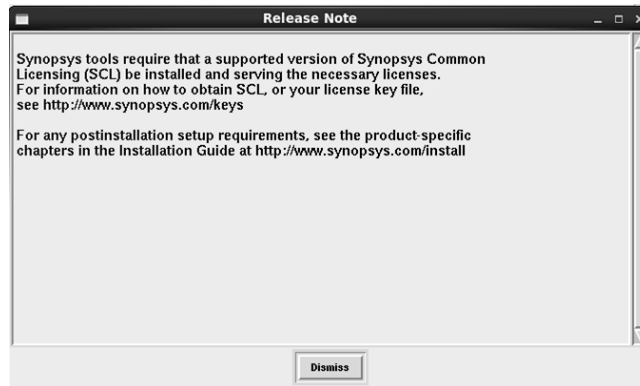 Release Note
Synopsys tools require that a supported version of Synopsys Common
Licensing (SCL) be installed and serving the necessary licenses.
For information on how to obtain SCL, or your license key file,
see http://www.synopsys.com/keys
For any postinstallation setup requirements, see the product-specific
chapters in the Installation Guide at http://www.synopsys.com/install
Dismiss